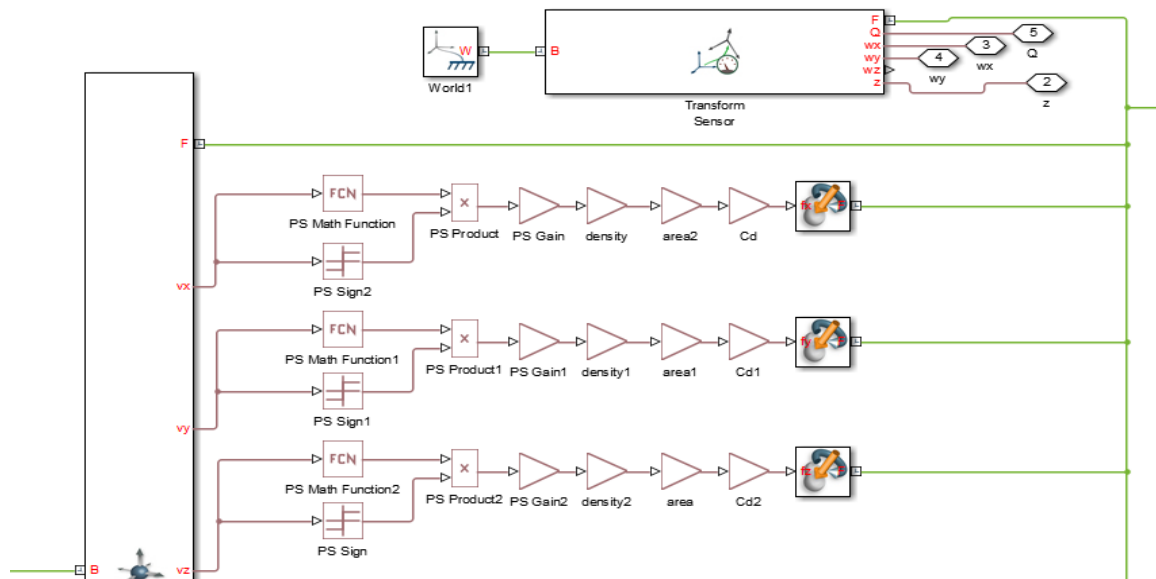 F
Q
5
Q
W
B
wx
3
wx
wy
4
wy
wz
z
2
z
World1
Transform
Sensor
F
FCN
PS Math Function
×
PS Product
PS Gain
density
area2
Cd
fx
PS Sign2
vx
FCN
PS Math Function1
×
PS Product1
PS Gain1
density1
area1
Cd1
fy
PS Sign1
vy
FCN
PS Math Function2
×
PS Product2
PS Gain2
density2
area
Cd2
fz
PS Sign
B
vz